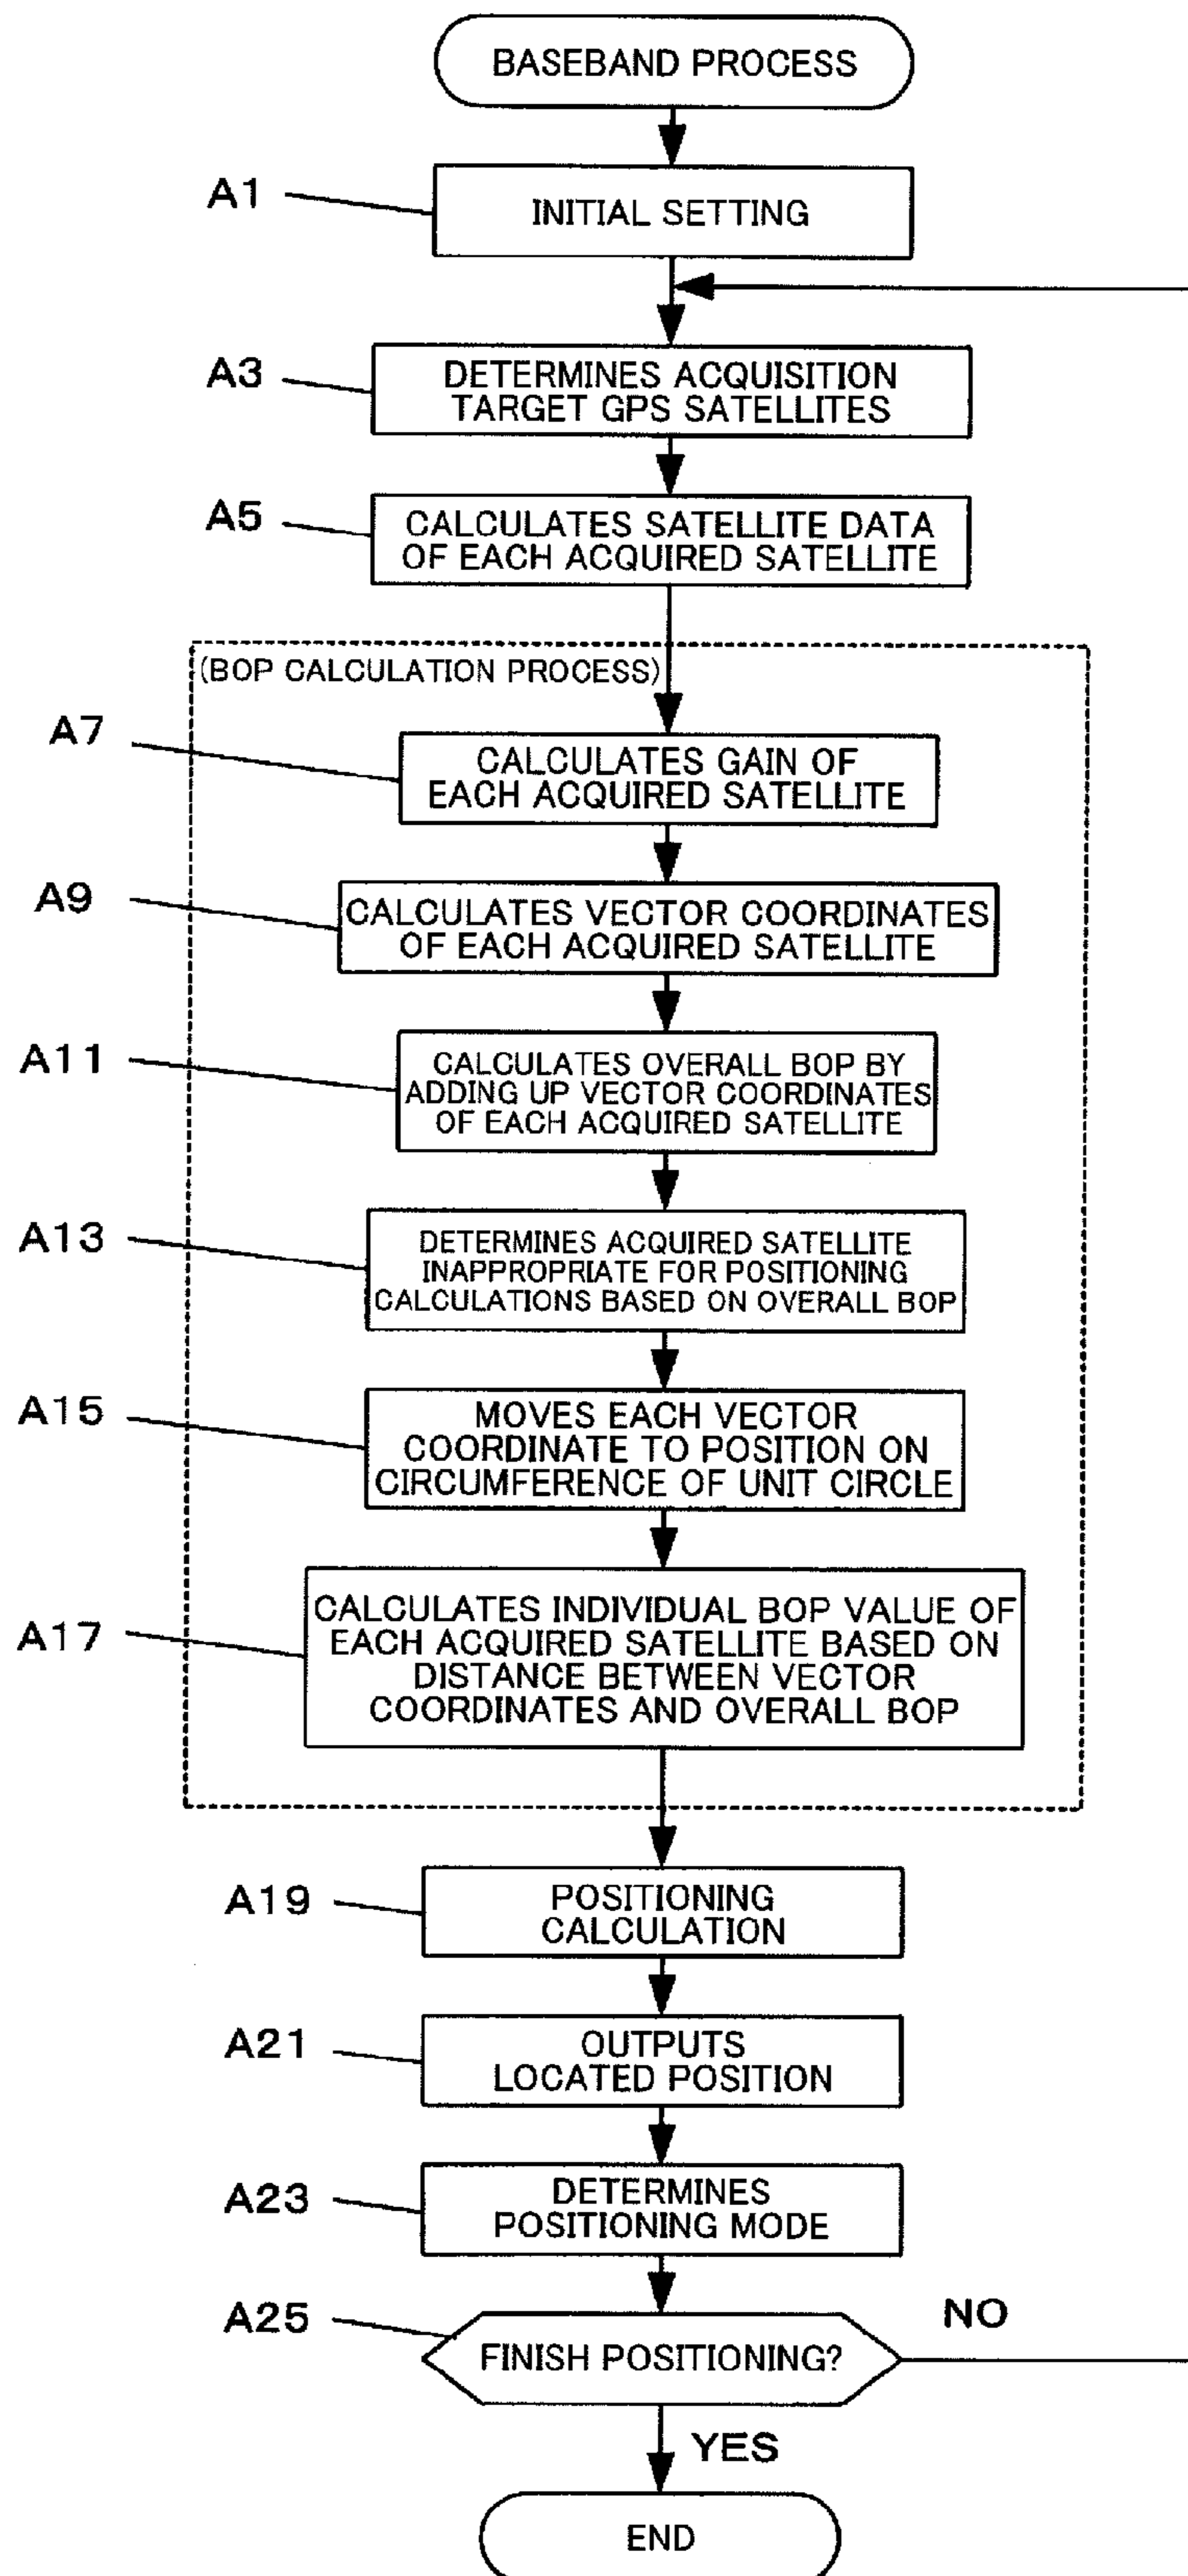 BASEBAND PROCESS
A1
INITIAL SETTING
A3
DETERMINES ACQUISITION
TARGET GPS SATELLITES
A5
CALCULATES SATELLITE DATA
OF EACH ACQUIRED SATELLITE
(BOP CALCULATION PROCESS)
A7
CALCULATES GAIN OF
EACH ACQUIRED SATELLITE
A9
CALCULATES VECTOR COORDINATES
OF EACH ACQUIRED SATELLITE
A11
CALCULATES OVERALL BOP BY
ADDING UP VECTOR COORDINATES
OF EACH ACQUIRED SATELLITE
A13
DETERMINES ACQUIRED SATELLITE
INAPPROPRIATE FOR POSITIONING
CALCULATIONS BASED ON OVERALL BOP
A15
MOVES EACH VECTOR
COORDINATE TO POSITION ON
CIRCUMFERENCE OF UNIT CIRCLE
A17
CALCULATES INDIVIDUAL BOP VALUE OF
EACH ACQUIRED SATELLITE BASED ON
DISTANCE BETWEEN VECTOR
COORDINATES AND OVERALL BOP
A19
POSITIONING
CALCULATION
A21
OUTPUTS
LOCATED POSITION
A23
DETERMINES
POSITIONING MODE
A25
FINISH POSITIONING?
NO
YES
END